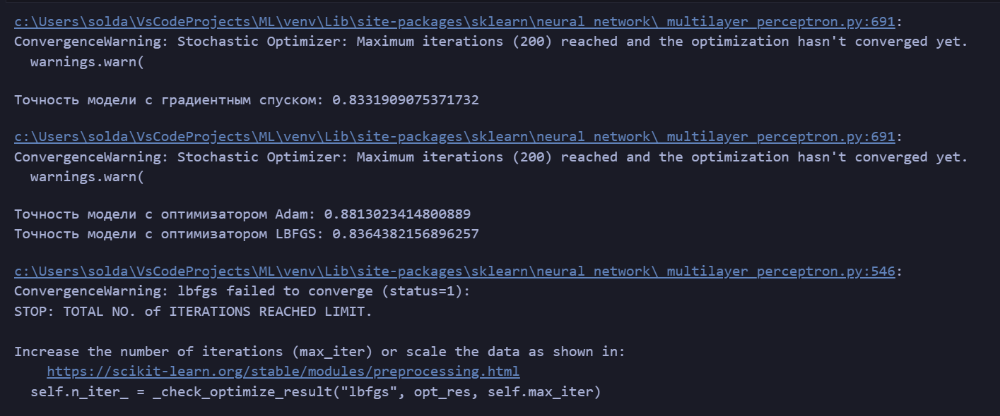 c:\Users\solda\VsCodeProjects\ML\venv\Lib\site-packages\sklearn\neural_network\_multilayer_perceptron.py:691:
ConvergenceWarning: Stochastic Optimizer: Maximum iterations (200) reached and the optimization hasn't converged yet.
  warnings.warn(
Точность модели с градиентным спуском: 0.8331909075371732
c:\Users\solda\VsCodeProjects\ML\venv\Lib\site-packages\sklearn\neural_network\_multilayer_perceptron.py:691:
ConvergenceWarning: Stochastic Optimizer: Maximum iterations (200) reached and the optimization hasn't converged yet.
  warnings.warn(
Точность модели с оптимизатором Adam: 0.8813023414800889
Точность модели с оптимизатором LBFGS: 0.8364382156896257
c:\Users\solda\VsCodeProjects\ML\venv\Lib\site-packages\sklearn\neural_network\_multilayer_perceptron.py:546:
ConvergenceWarning: lbfgs failed to converge (status=1):
STOP: TOTAL NO. of ITERATIONS REACHED LIMIT.
Increase the number of iterations (max_iter) or scale the data as shown in:
    https://scikit-learn.org/stable/modules/preprocessing.html
  self.n_iter_ = _check_optimize_result("lbfgs", opt_res, self.max_iter)